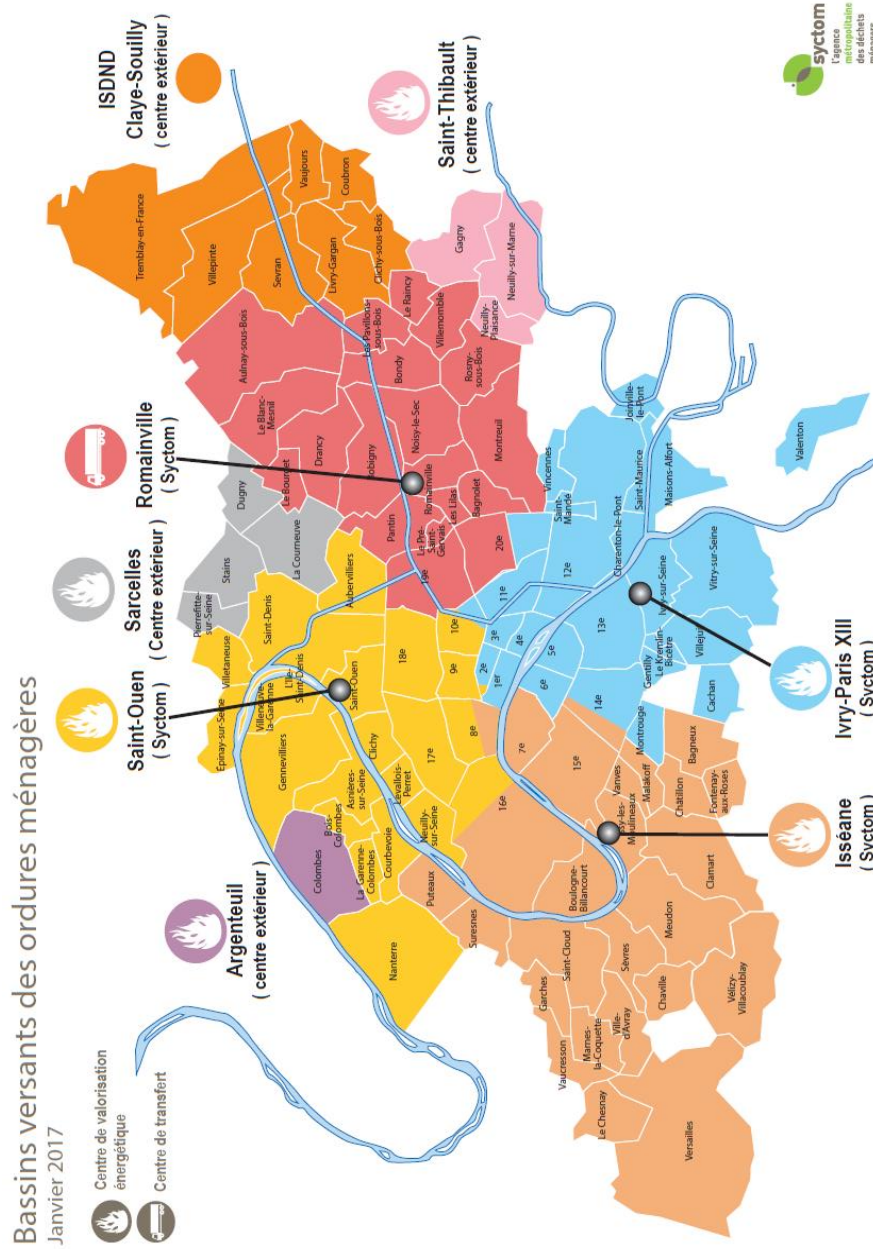 Bassins versants des ordures ménagères
Janvier 2017
Centre de valorisation
énergétique
Centre de transfert
Argenteuil
( centre extérieur )
Saint-Ouen
( Syctom )
Sarcelles
( Centre extérieur )
Romainville
( Syctom )
ISDND
Claye-Souilly
( centre extérieur )
Saint-Thibault
( centre extérieur )
Isséane
( Syctom )
Ivry-Paris XIII
( Syctom )
Tremblay-en-France
Villepinte
Vaujours
Coubron
Sevran
Livry-Gargan
Clichy-sous-Bois
Gagny
Neuilly-sur-Marne
Neuilly-
Plaisance
Aulnay-sous-Bois
Le Blanc-
Mesnil
Le Bourget
Drancy
Bobigny
Les Pavillons-
sous-Bois
Le Raincy
Villemomble
Bondy
Rosny-
sous-Bois
Noisy-le-Sec
Montreuil
Romainville
Les Lilas
Bagnolet
Pantin
Le Pré-
Saint-
Gervais
19e
20e
Dugny
Stains
La Courneuve
Pierrefitte-
sur-Seine
Villetaneuse
Saint-Denis
Aubervilliers
Épinay-sur-Seine
Villeneuve-
la-Garenne
L'Ile-
Saint-Denis
Saint-Ouen
Gennevilliers
Asnières-
sur-Seine
Clichy
Bois-
Colombes
Colombes
La Garenne-
Colombes
Courbevoie
Levallois-
Perret
Neuilly-
sur-Seine
Nanterre
18e
17e
10e
9e
8e
2e
3e
1er
4e
11e
5e
6e
12e
13e
14e
7e
15e
16e
Puteaux
Suresnes
Saint-Cloud
Garches
Vaucresson
Marnes-
la-Coquette
Ville-
d'Avray
Sèvres
Chaville
Le Chesnay
Versailles
Vélizy-
Villacoublay
Meudon
Clamart
Boulogne-
Billancourt
Issy-les-
Moulineaux
Vanves
Malakoff
Châtillon
Fontenay-
aux-Roses
Bagneux
Montrouge
Gentilly
Le Kremlin-
Bicêtre
Cachan
Villejuif
Ivry-sur-Seine
Vitry-sur-Seine
Charenton-le-Pont
Saint-
Mandé
Vincennes
Saint-Maurice
Joinville-
le-Pont
Maisons-Alfort
Valenton
syctom
l'agence
métropolitaine
des déchets
ménagers